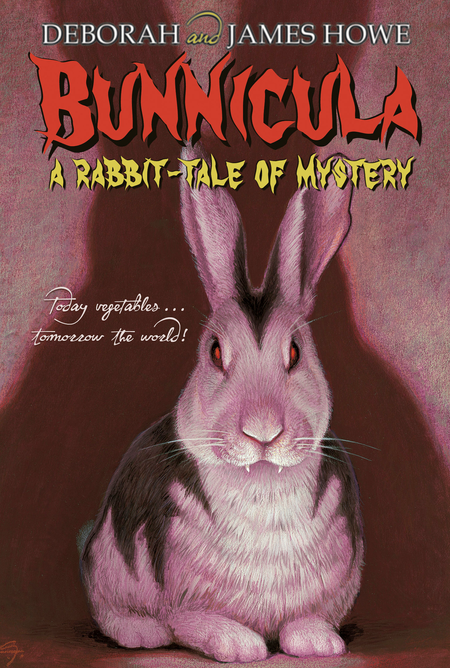 DEBORAH and JAMES HOWE
BUNNICULA
A RABBIT-TALE OF MYSTERY
Today vegetables...
tomorrow the world!